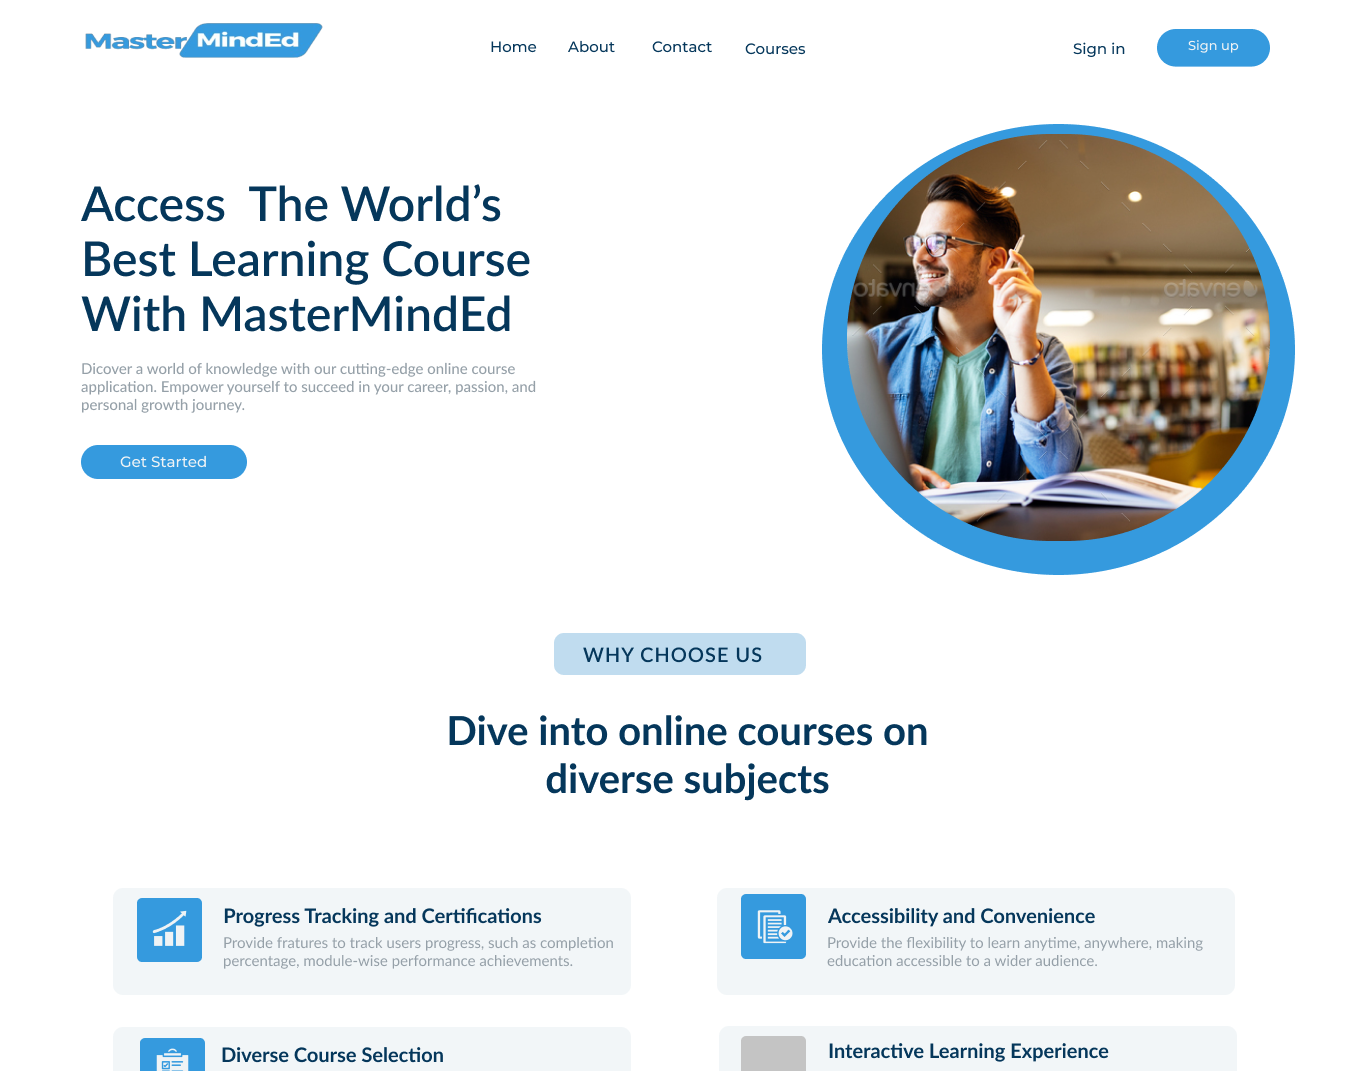 MasterMindEd
Home About Contact Courses
Sign in
Sign up
Access The World’s
Best Learning Course
With MasterMindEd
Dicover a world of knowledge with our cutting-edge online course
application. Empower yourself to succeed in your career, passion, and
personal growth journey.
Get Started
envato envato
WHY CHOOSE US
Dive into online courses on
diverse subjects
Progress Tracking and Certifications
Provide fratures to track users progress, such as completion
percentage, module-wise performance achievements.
Accessibility and Convenience
Provide the flexibility to learn anytime, anywhere, making
education accessible to a wider audience.
Diverse Course Selection
Interactive Learning Experience